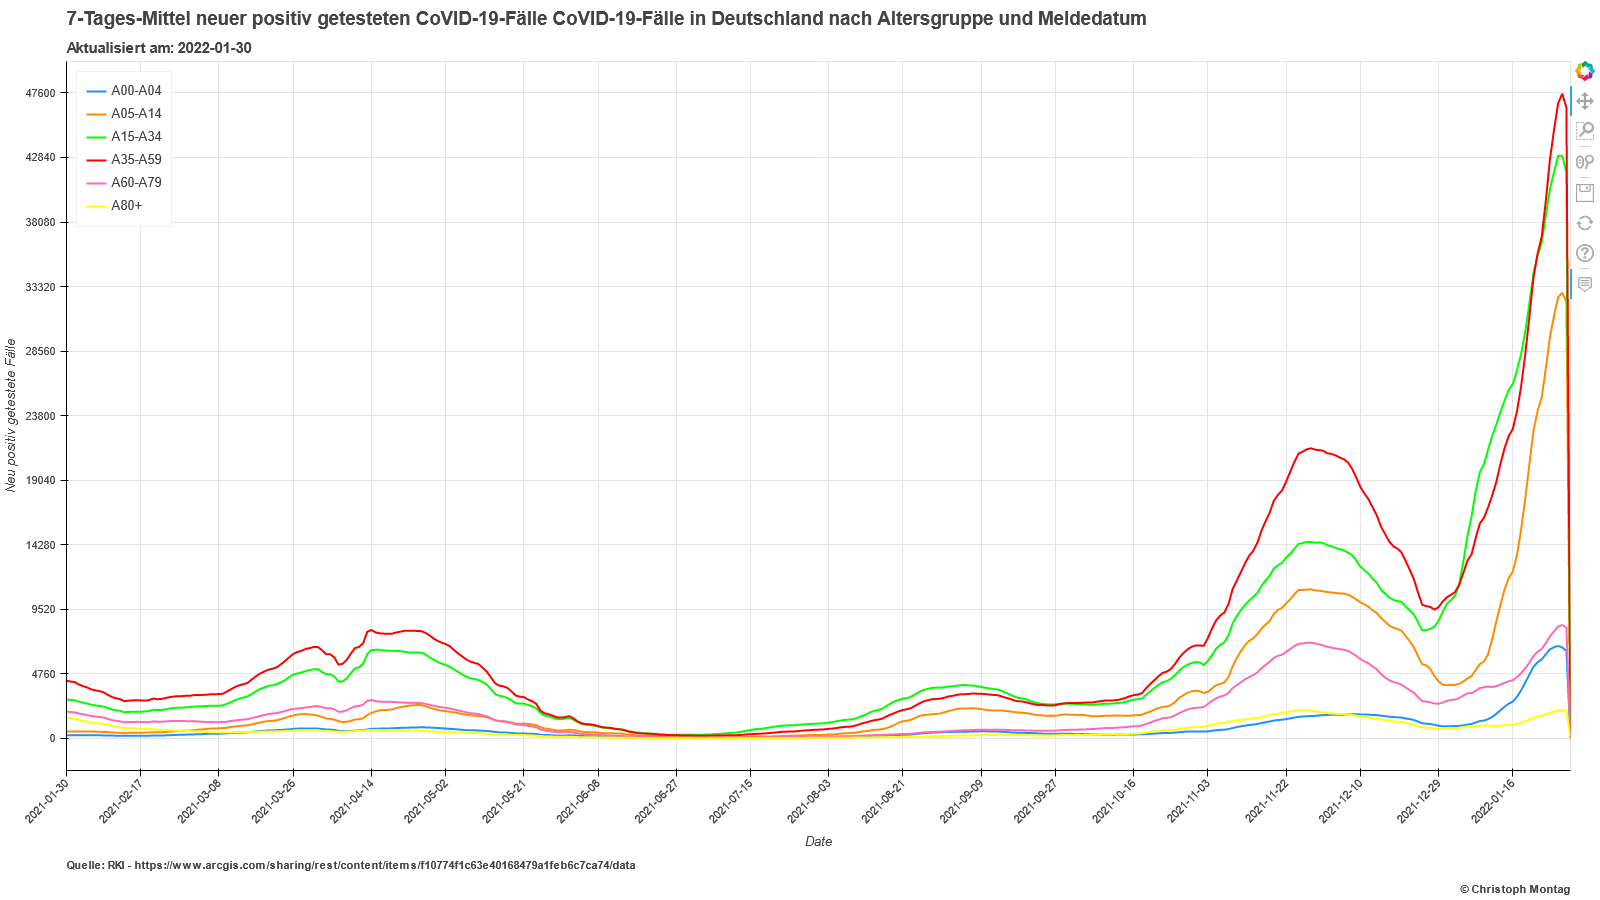 7-Tages-Mittel neuer positiv getesteten CoVID-19-Fälle CoVID-19-Fälle in Deutschland nach Altersgruppe und Meldedatum
Aktualisiert am: 2022-01-30
A00-A04
A05-A14
A15-A34
A35-A59
A60-A79
A80+
47600
42840
38080
33320
28560
23800
19040
14280
9520
4760
0
Neu positiv getestete Fälle
2021-01-30
2021-02-17
2021-03-08
2021-03-26
2021-04-14
2021-05-02
2021-05-21
2021-06-08
2021-06-27
2021-07-15
2021-08-03
2021-08-21
2021-09-09
2021-09-27
2021-10-16
2021-11-03
2021-11-22
2021-12-10
2021-12-29
2022-01-16
Date
Quelle: RKI - https://www.arcgis.com/sharing/rest/content/items/f10774f1c63e40168479a1feb6c7ca74/data
© Christoph Montag